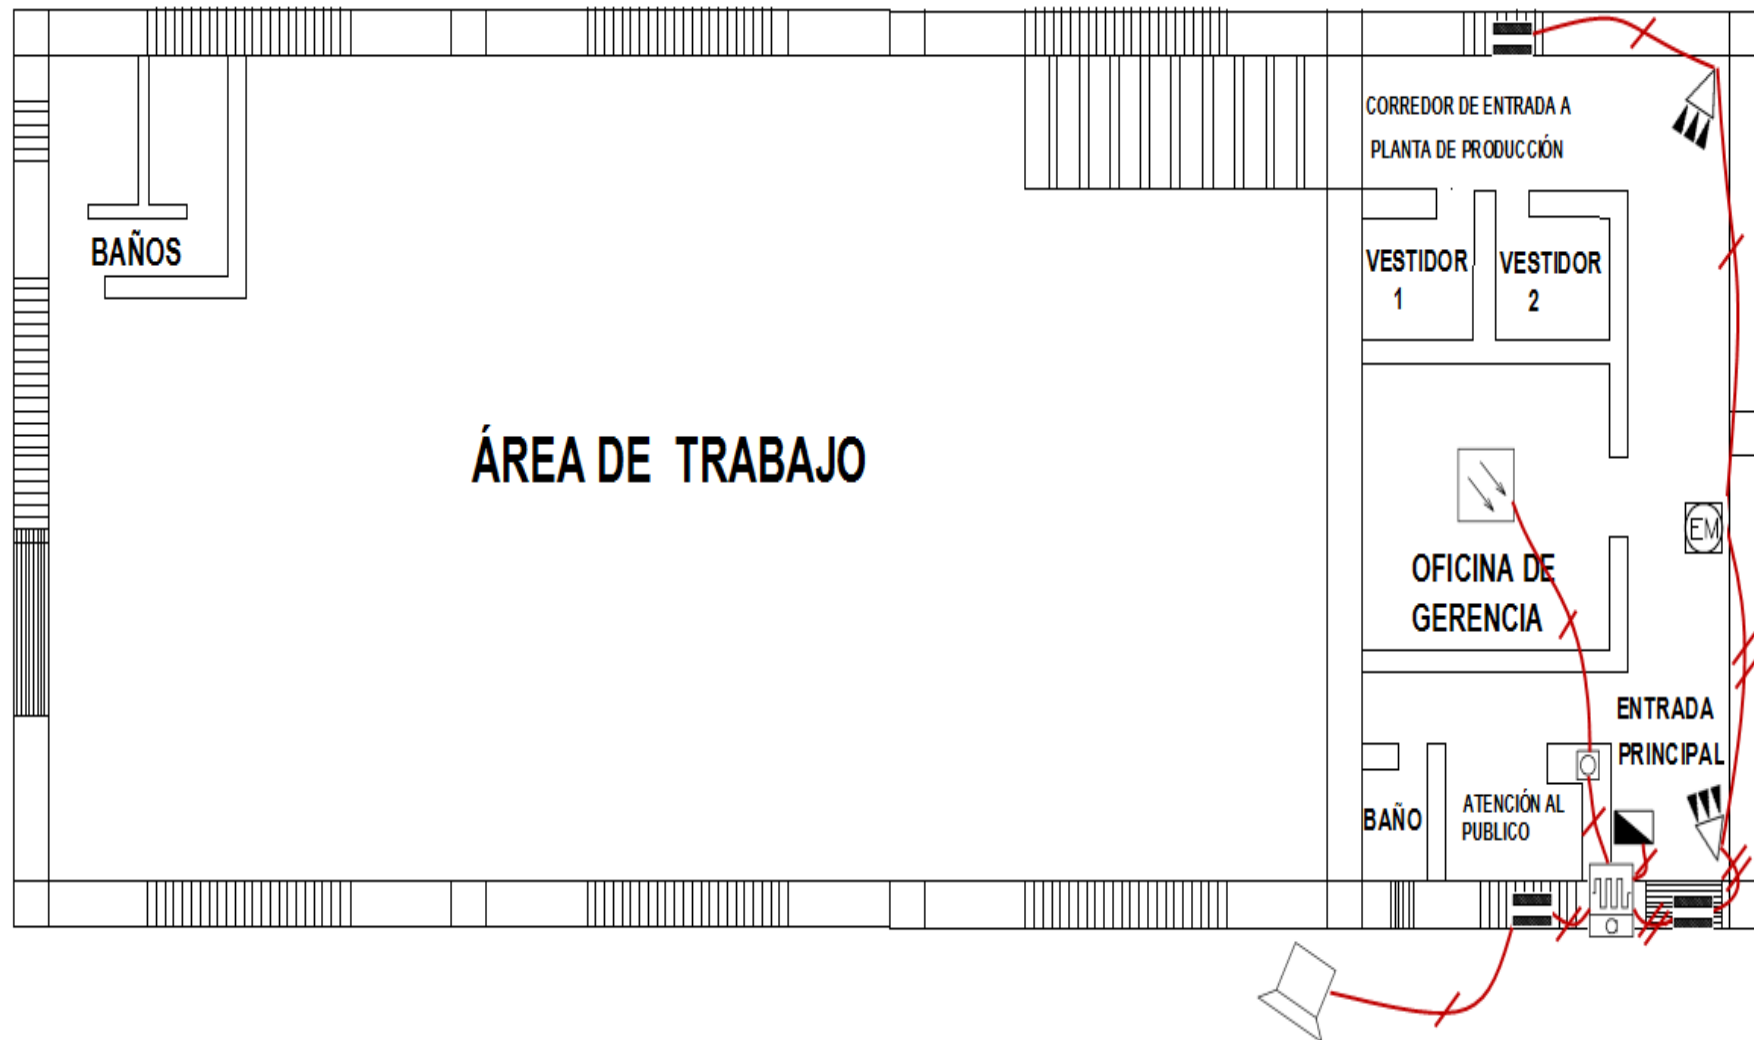 CORREDOR DE ENTRADA A
PLANTA DE PRODUCCIÓN
BAÑOS
VESTIDOR
1
VESTIDOR
2
ÁREA DE TRABAJO
EM
OFICINA DE
GERENCIA
ENTRADA
PRINCIPAL
BAÑO
ATENCIÓN AL
PUBLICO